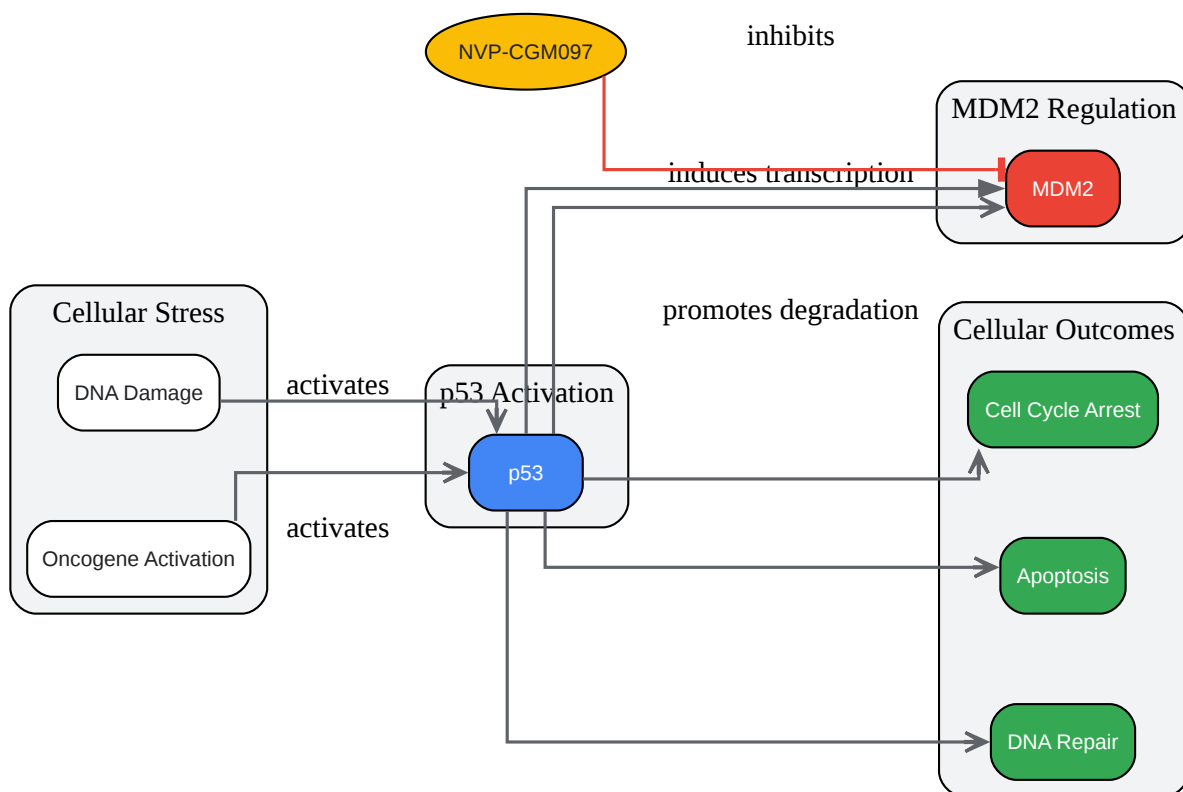 NVP-CGM097
inhibits
MDM2 Regulation
induces transcription
MDM2
Cellular Stress
promotes degradation
Cellular Outcomes
DNA Damage
activates
p53 Activation
Cell Cycle Arrest
p53
Oncogene Activation
activates
Apoptosis
DNA Repair